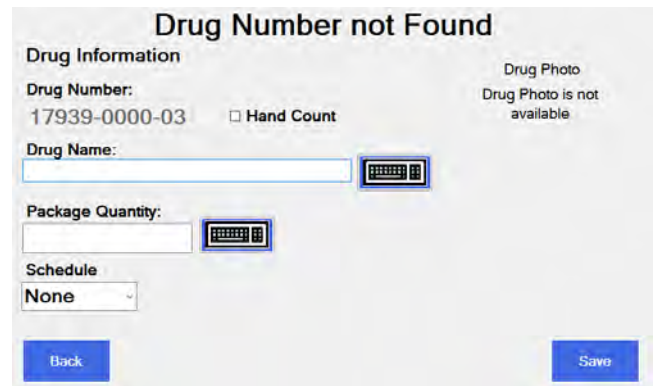 Drug Number not Found
Drug Information
Drug Photo
Drug Photo is not
available
Drug Number:
17939-0000-03
Hand Count
Drug Name:
Package Quantity:
Schedule
None
Back
Save